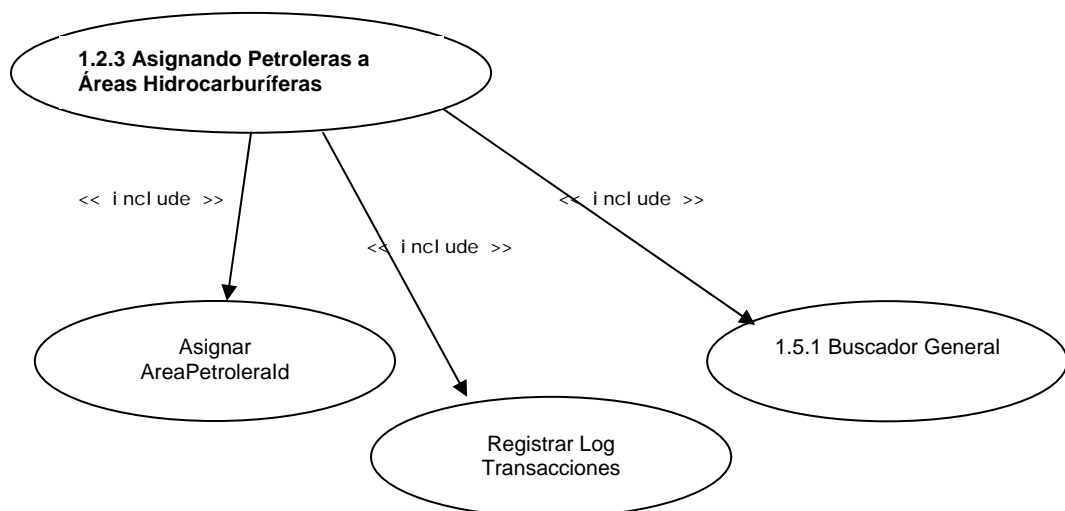 1.2.3 Asignando Petroleras a
Áreas Hidrocarburíferas
<< include >>
<< include >>
<< include >>
Asignar
AreaPetroleraId
1.5.1 Buscador General
Registrar Log
Transacciones